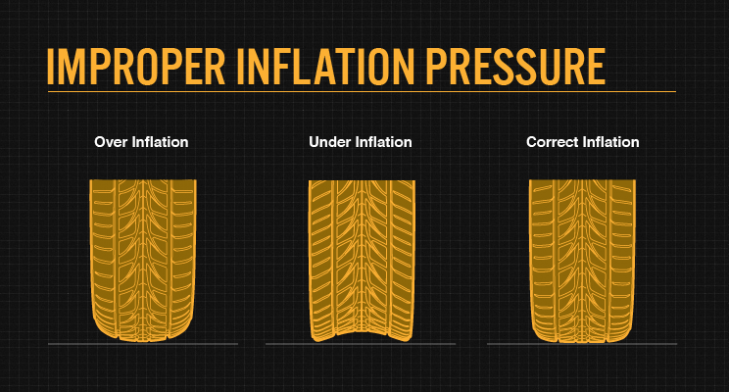 IMPROPER INFLATION PRESSURE
Over Inflation
Under Inflation
Correct Inflation